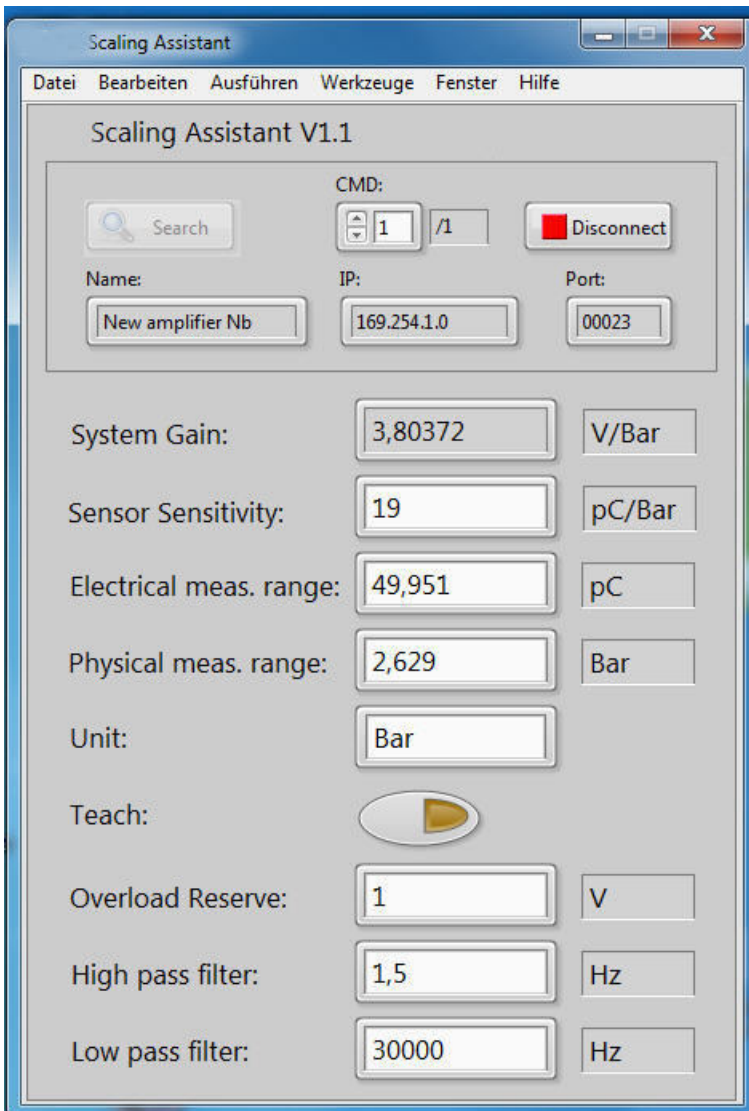 Scaling Assistant
Datei Bearbeiten Ausführen Werkzeuge Fenster Hilfe
Scaling Assistant V1.1
CMD:
Search 1 /1 Disconnect
Name: IP: Port:
New amplifier Nb 169.254.1.0 00023
System Gain: 3,80372 V/Bar
Sensor Sensitivity: 19 pC/Bar
Electrical meas. range: 49,951 pC
Physical meas. range: 2,629 Bar
Unit: Bar
Teach:
Overload Reserve: 1 V
High pass filter: 1,5 Hz
Low pass filter: 30000 Hz